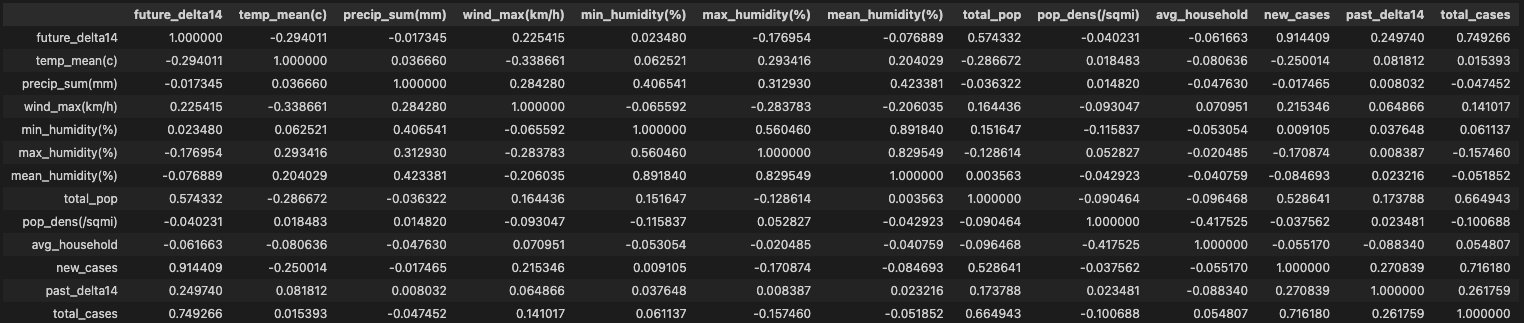 future_delta14 temp_mean(c) precip_sum(mm) wind_max(km/h) min_humidity(%) max_humidity(%) mean_humidity(%) total_pop pop_dens(/sqmi) avg_household new_cases past_delta14 total_cases
future_delta14 1.000000 -0.294011 -0.017345 0.225415 0.023480 -0.176954 -0.076889 0.574332 -0.040231 -0.061663 0.914409 0.249740 0.749266
temp_mean(c) -0.294011 1.000000 0.036660 -0.338661 0.062521 0.293416 0.204029 -0.286672 0.018483 -0.080636 -0.250014 0.081812 0.015393
precip_sum(mm) -0.017345 0.036660 1.000000 0.284280 0.406541 0.312930 0.423381 -0.036322 0.014820 -0.047630 -0.017465 0.008032 -0.047452
wind_max(km/h) 0.225415 -0.338661 0.284280 1.000000 -0.065592 -0.283783 -0.206035 0.164436 -0.093047 0.070951 0.215346 0.064866 0.141017
min_humidity(%) 0.023480 0.062521 0.406541 -0.065592 1.000000 0.560460 0.891840 0.151647 -0.115837 -0.053054 0.009105 0.037648 0.061137
max_humidity(%) -0.176954 0.293416 0.312930 -0.283783 0.560460 1.000000 0.829549 -0.128614 0.052827 -0.020485 -0.170874 0.008387 -0.157460
mean_humidity(%) -0.076889 0.204029 0.423381 -0.206035 0.891840 0.829549 1.000000 0.003563 -0.042923 -0.040759 -0.084693 0.023216 -0.051852
total_pop 0.574332 -0.286672 -0.036322 0.164436 0.151647 -0.128614 0.003563 1.000000 -0.090464 -0.096468 0.528641 0.173788 0.664943
pop_dens(/sqmi) -0.040231 0.018483 0.014820 -0.093047 -0.115837 0.052827 -0.042923 -0.090464 1.000000 -0.417525 -0.037562 0.023481 -0.100688
avg_household -0.061663 -0.080636 -0.047630 0.070951 -0.053054 -0.020485 -0.040759 -0.096468 -0.417525 1.000000 -0.055170 -0.088340 0.054807
new_cases 0.914409 -0.250014 -0.017465 0.215346 0.009105 -0.170874 -0.084693 0.528641 -0.037562 -0.055170 1.000000 0.270839 0.716180
past_delta14 0.249740 0.081812 0.008032 0.064866 0.037648 0.008387 0.023216 0.173788 0.023481 -0.088340 0.270839 1.000000 0.261759
total_cases 0.749266 0.015393 -0.047452 0.141017 0.061137 -0.157460 -0.051852 0.664943 -0.100688 0.054807 0.716180 0.261759 1.000000